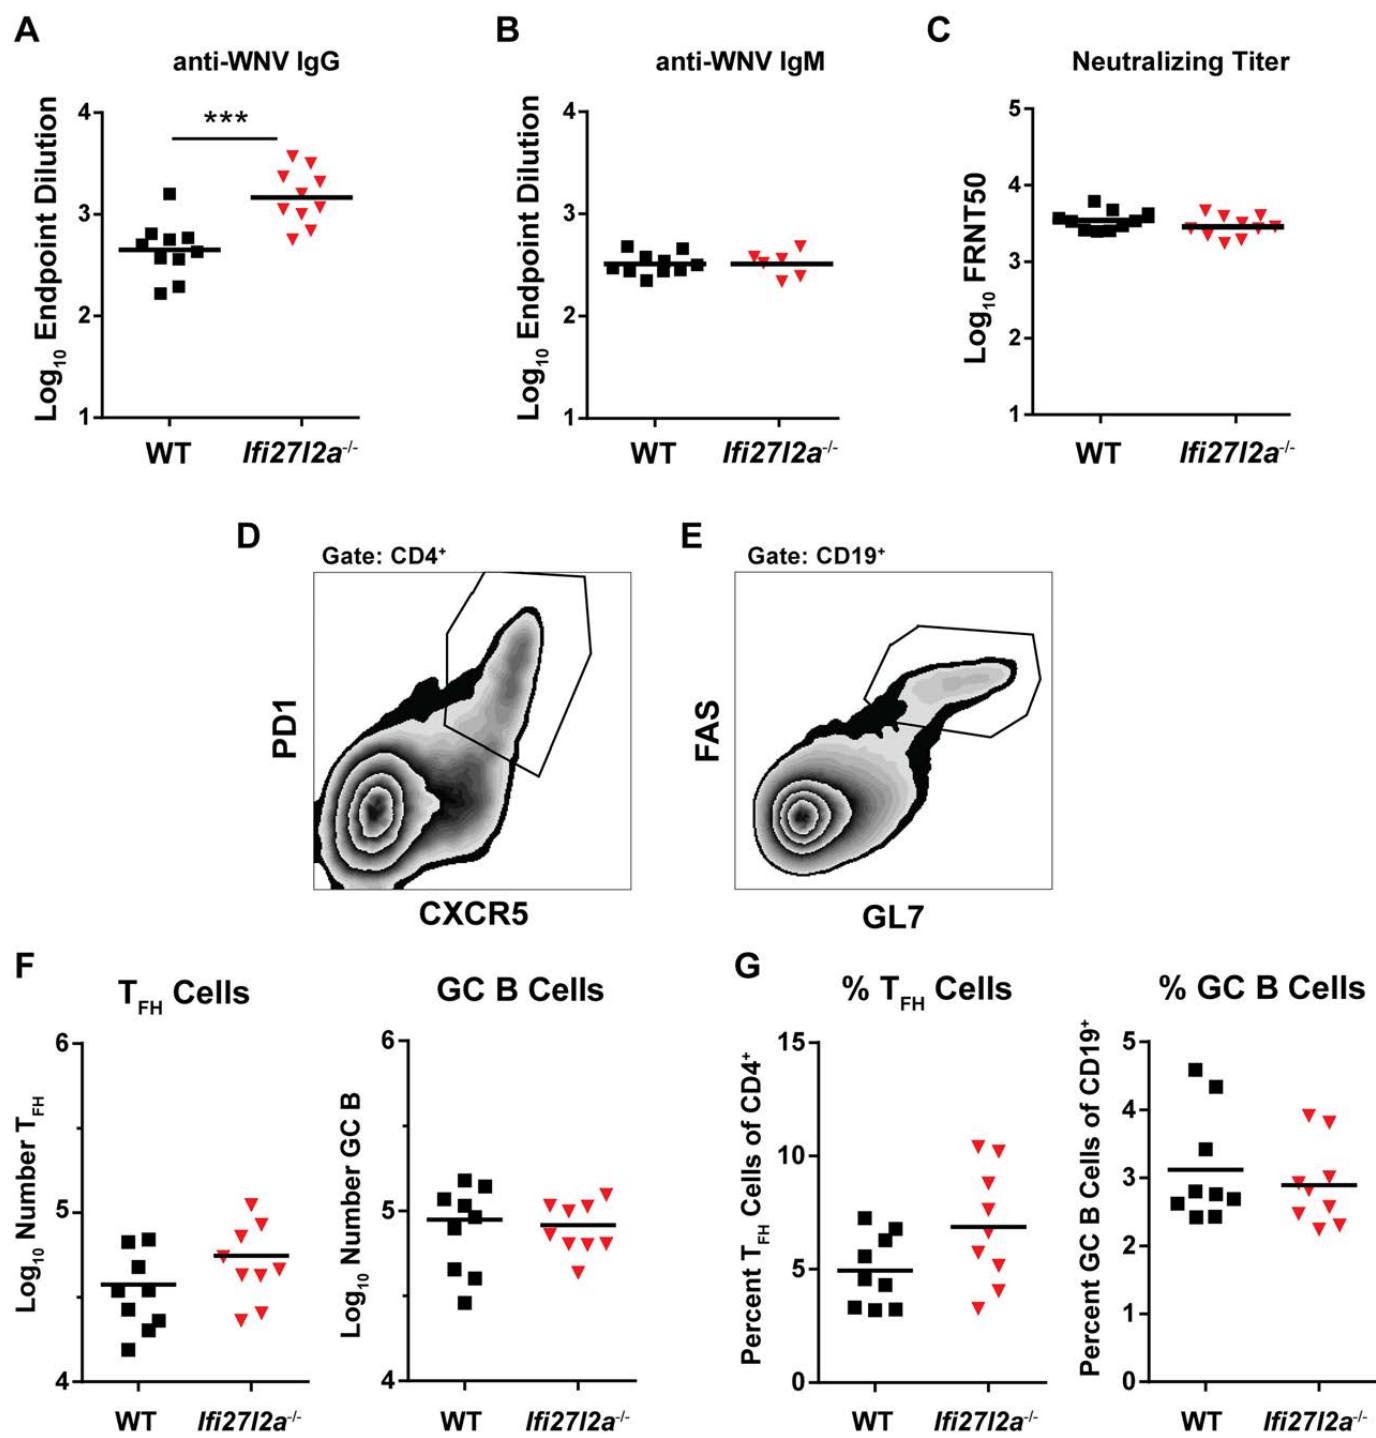 A
anti-WNV IgG
Log10 Endpoint Dilution
4
3
2
1
***
WT
Ifi27l2a-/-
B
anti-WNV IgM
Log10 Endpoint Dilution
4
3
2
1
WT
Ifi27l2a-/-
C
Neutralizing Titer
Log10 FRNT50
5
4
3
2
1
WT
Ifi27l2a-/-
D
Gate: CD4+
PD1
CXCR5
E
Gate: CD19+
FAS
GL7
F
TFH Cells
Log10 Number TFH
6
5
4
WT
Ifi27l2a-/-
GC B Cells
Log10 Number GC B
6
5
4
WT
Ifi27l2a-/-
G
% TFH Cells
Percent TFH Cells of CD4+
15
10
5
0
WT
Ifi27l2a-/-
% GC B Cells
Percent GC B Cells of CD19+
5
4
3
2
1
0
WT
Ifi27l2a-/-